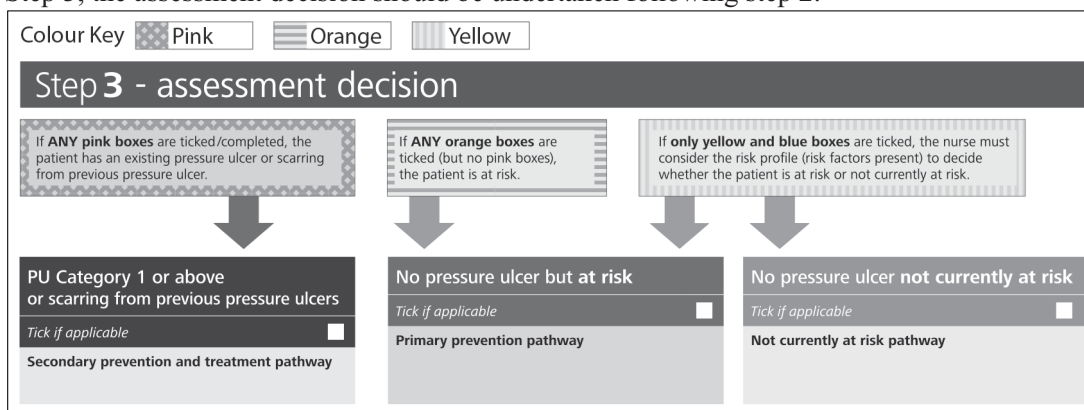 Step 3, the assessment decision should be undertaken following step 2.
Colour Key Pink Orange Yellow
Step 3 - assessment decision
If ANY pink boxes are ticked/completed, the
patient has an existing pressure ulcer or scarring
from previous pressure ulcer.
If ANY orange boxes are
ticked (but no pink boxes),
the patient is at risk.
If only yellow and blue boxes are ticked, the nurse must
consider the risk profile (risk factors present) to decide
whether the patient is at risk or not currently at risk.
PU Category 1 or above
or scarring from previous pressure ulcers
Tick if applicable
Secondary prevention and treatment pathway
No pressure ulcer but at risk
Tick if applicable
Primary prevention pathway
No pressure ulcer not currently at risk
Tick if applicable
Not currently at risk pathway